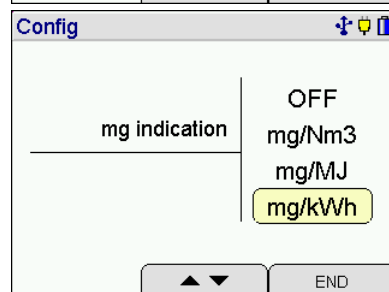 Config
OFF
mg indication
mg/Nm3
mg/MJ
mg/kWh
END